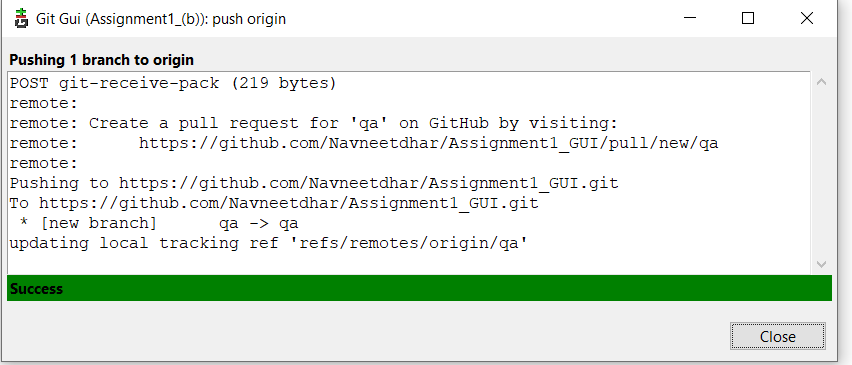 Git Gui (Assignment1_(b)): push origin
Pushing 1 branch to origin
POST git-receive-pack (219 bytes)
remote:
remote: Create a pull request for 'qa' on GitHub by visiting:
remote:      https://github.com/Navneetdhar/Assignment1_GUI/pull/new/qa
remote:
Pushing to https://github.com/Navneetdhar/Assignment1_GUI.git
To https://github.com/Navneetdhar/Assignment1_GUI.git
 * [new branch]      qa -> qa
updating local tracking ref 'refs/remotes/origin/qa'
Success
Close